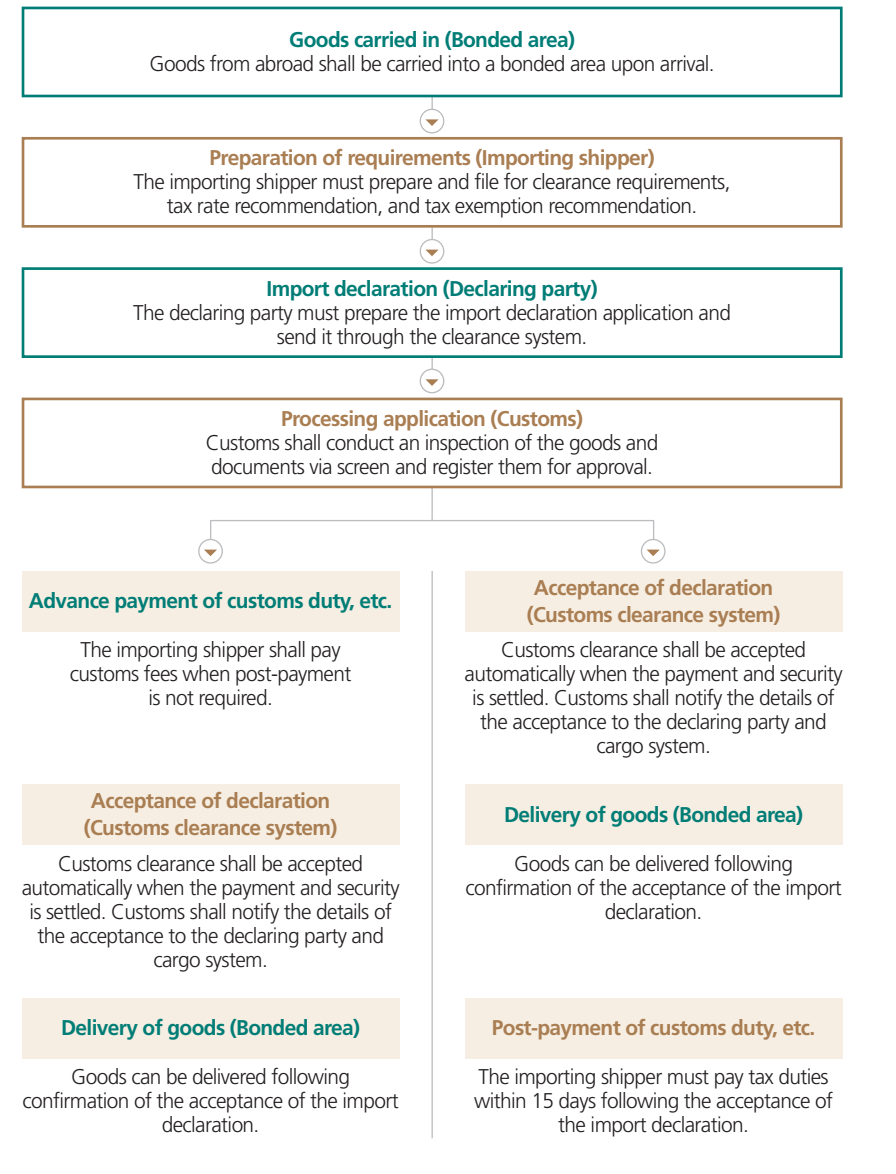 Goods carried in (Bonded area)
Goods from abroad shall be carried into a bonded area upon arrival.
Preparation of requirements (Importing shipper)
The importing shipper must prepare and file for clearance requirements,
tax rate recommendation, and tax exemption recommendation.
Import declaration (Declaring party)
The declaring party must prepare the import declaration application and
send it through the clearance system.
Processing application (Customs)
Customs shall conduct an inspection of the goods and
documents via screen and register them for approval.
Advance payment of customs duty, etc.
The importing shipper shall pay
customs fees when post-payment
is not required.
Acceptance of declaration
(Customs clearance system)
Customs clearance shall be accepted
automatically when the payment and security
is settled. Customs shall notify the details of
the acceptance to the declaring party and
cargo system.
Delivery of goods (Bonded area)
Goods can be delivered following
confirmation of the acceptance of the import
declaration.
Acceptance of declaration
(Customs clearance system)
Customs clearance shall be accepted
automatically when the payment and security
is settled. Customs shall notify the details of
the acceptance to the declaring party and
cargo system.
Delivery of goods (Bonded area)
Goods can be delivered following
confirmation of the acceptance of the import
declaration.
Post-payment of customs duty, etc.
The importing shipper must pay tax duties
within 15 days following the acceptance of
the import declaration.